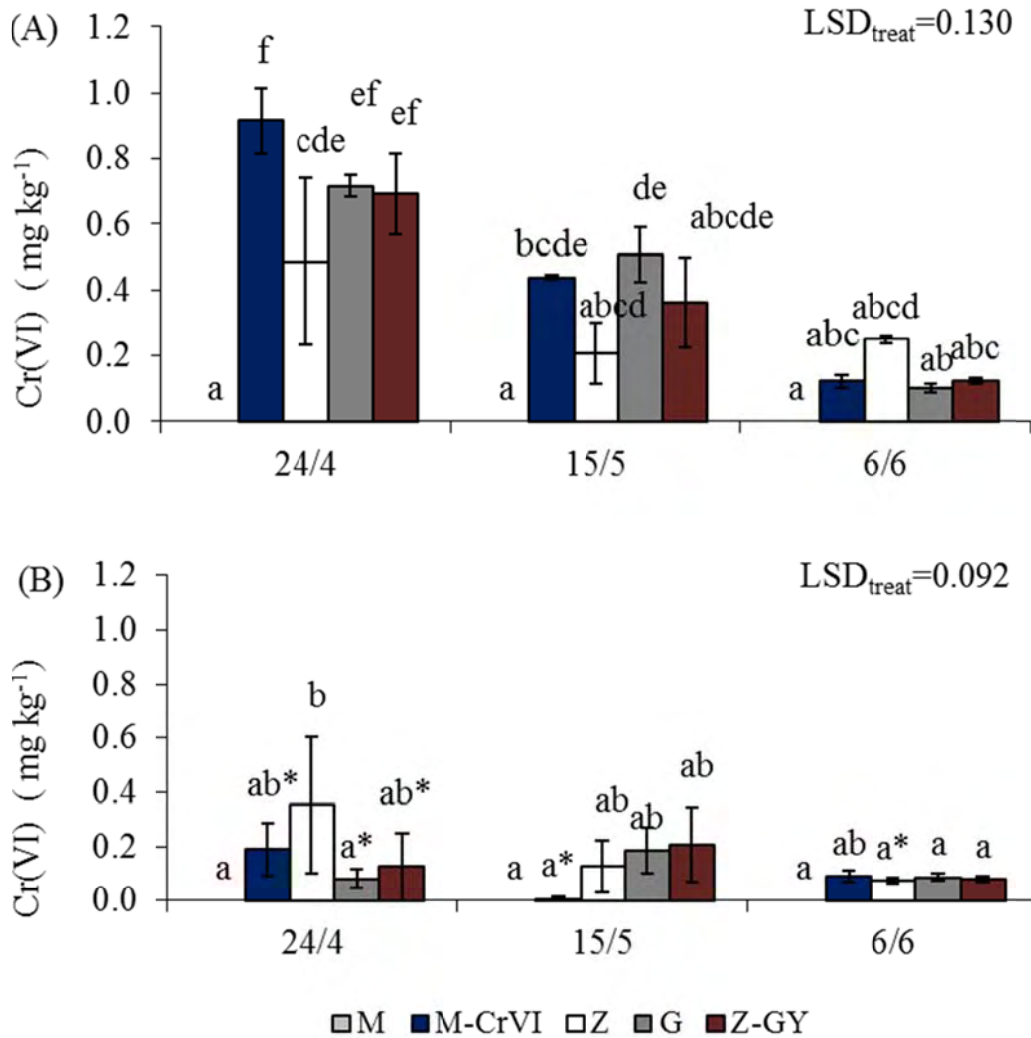 (A)
LSDtreat=0.130
Cr(VI) ( mg kg-1)
1.2
1.0
0.8
0.6
0.4
0.2
0.0
a f cde ef ef
a bcde abcd de abcde
a abc abcd ab abc
24/4 15/5 6/6
(B)
LSDtreat=0.092
Cr(VI) ( mg kg-1)
1.2
1.0
0.8
0.6
0.4
0.2
0.0
a ab* b a* ab*
a a* ab ab ab
a ab a* a a
24/4 15/5 6/6
M M-CrVI Z G Z-GY